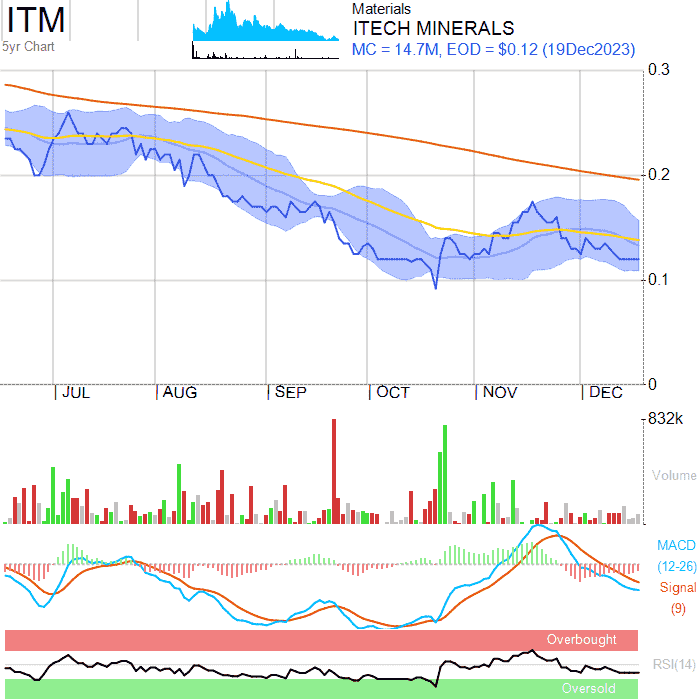 ITM
5yr Chart
Materials
ITECH MINERALS
MC = 14.7M, EOD = $0.12 (19Dec2023)
0.3
0.2
0.1
0
JUL AUG SEP OCT NOV DEC
832k
Volume
MACD
(12-26)
Signal
(9)
Overbought
RSI(14)
Oversold